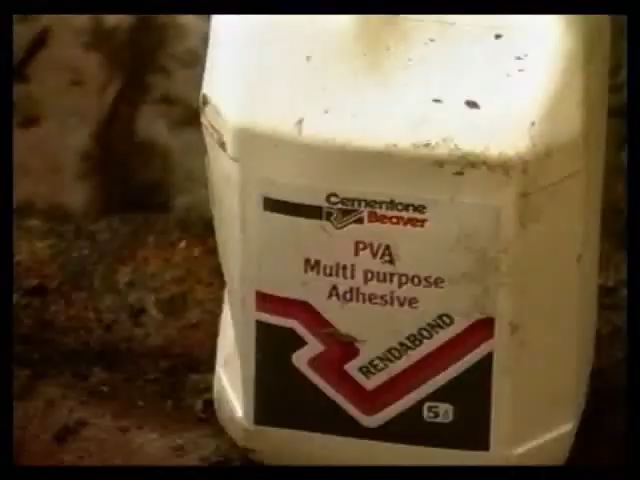 Cementone
Beaver
PVA
Multi purpose
Adhesive
RENDABOND
5ℓ